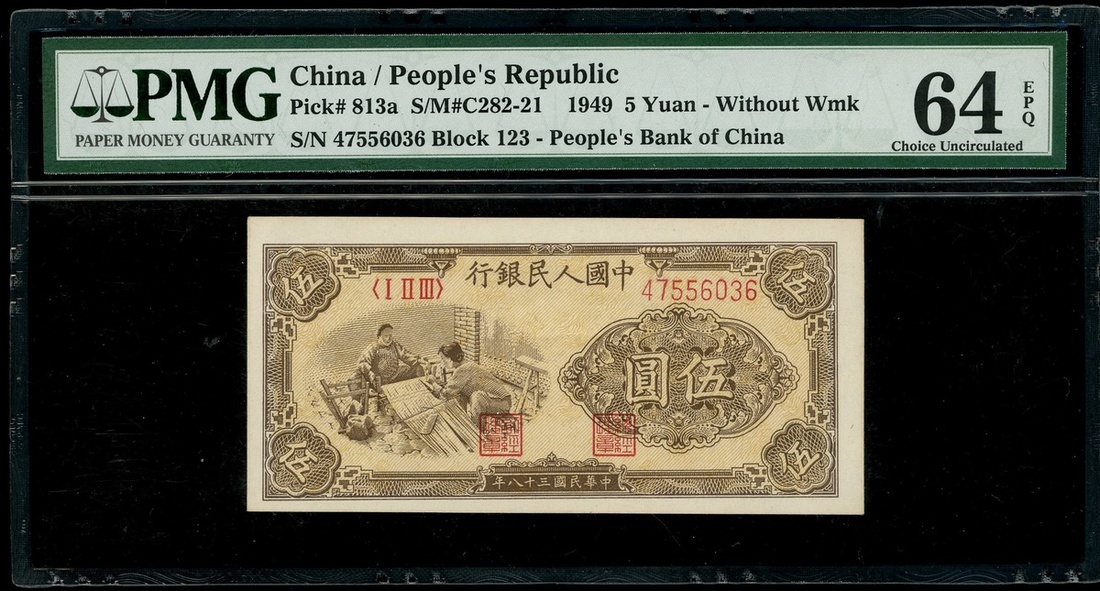 PMG
PAPER MONEY GUARANTY
China / People's Republic
Pick# 813a S/M#C282-21 1949 5 Yuan - Without Wmk
S/N 47556036 Block 123 - People's Bank of China
64
EPQ
Choice Uncirculated
行銀民人國中
〈I II III〉
47556036
伍
伍
圓伍
伍
伍
年八十三國民華中